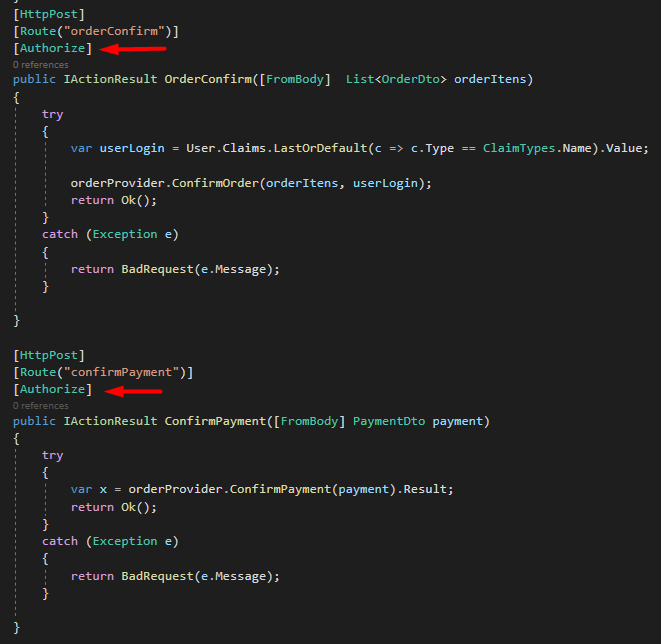 }
[HttpPost]
[Route("orderConfirm")]
[Authorize]
0 references
public IActionResult OrderConfirm([FromBody]  List<OrderDto> orderItens)
{
try
{
var userLogin = User.Claims.LastOrDefault(c => c.Type == ClaimTypes.Name).Value;
orderProvider.ConfirmOrder(orderItens, userLogin);
return Ok();
}
catch (Exception e)
{
return BadRequest(e.Message);
}
}
[HttpPost]
[Route("confirmPayment")]
[Authorize]
0 references
public IActionResult ConfirmPayment([FromBody] PaymentDto payment)
{
try
{
var x = orderProvider.ConfirmPayment(payment).Result;
return Ok();
}
catch (Exception e)
{
return BadRequest(e.Message);
}
}